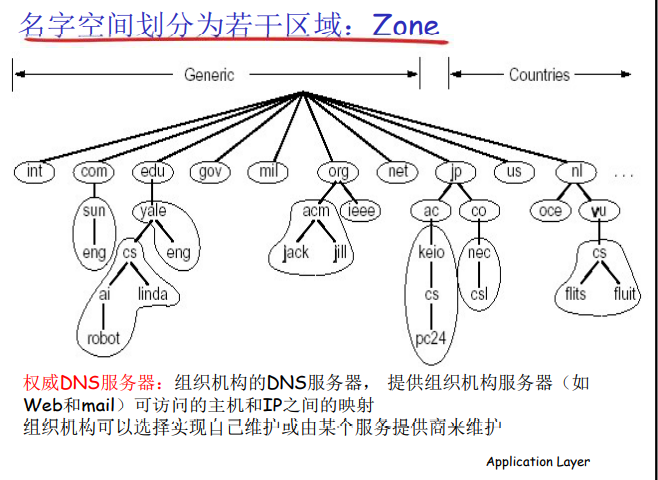 名字空间划分为若干区域：Zone
Generic Countries
int com edu gov mil org net jp us nl ...
sun yale acm ieee ac co oce vu
eng cs eng jack jill keio nec cs
ai linda cs csl flits fluit
robot pc24
权威DNS服务器：组织机构的DNS服务器， 提供组织机构服务器（如
Web和mail）可访问的主机和IP之间的映射
组织机构可以选择实现自己维护或由某个服务提供商来维护
Application Layer